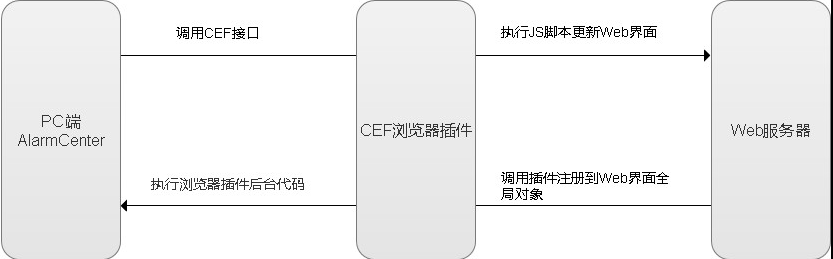 调用CEF接口
执行JS脚本更新Web界面
PC端
AlarmCenter
CEF浏览器插件
Web服务器
执行浏览器插件后台代码
调用插件注册到Web界面全
局对象